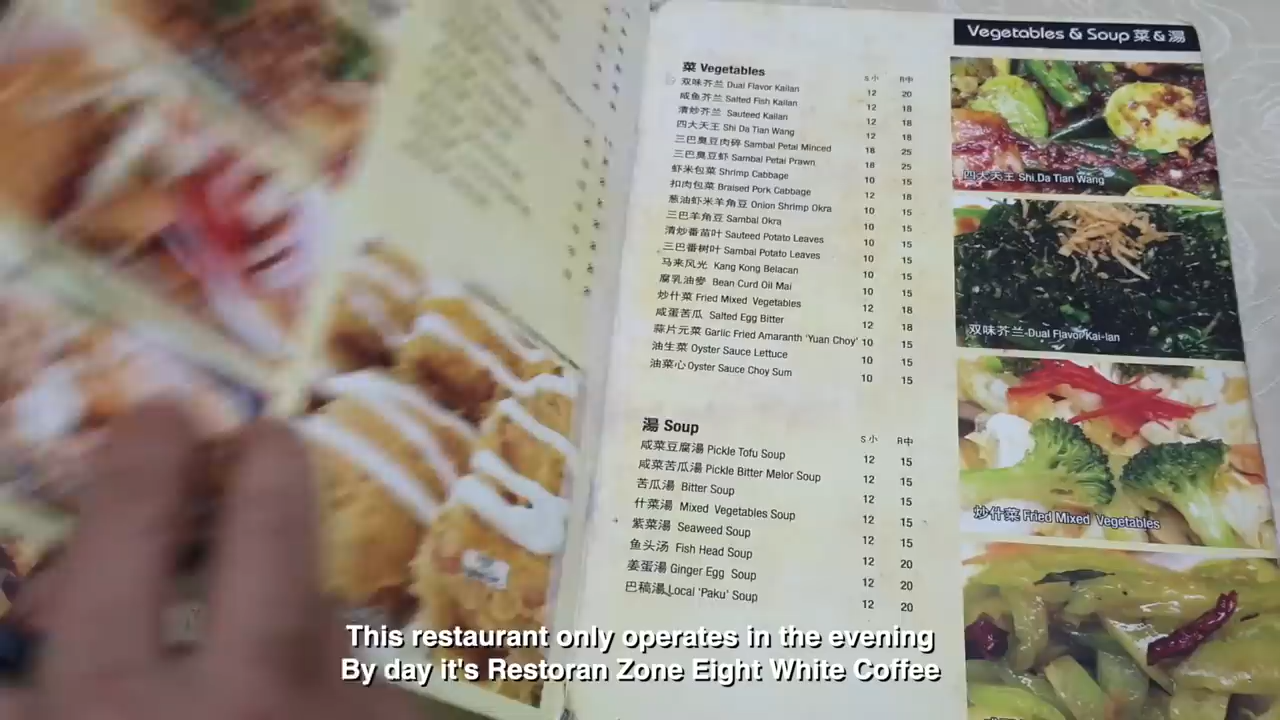 Vegetables & Soup 菜 & 湯
菜 Vegetables S小 R中
双味芥兰 Dual Flavor Kailan 12 20
咸鱼芥兰 Salted Fish Kailan 12 18
清炒芥兰 Sauteed Kailan 12 18
四大天王 Shi Da Tian Wang 12 18
三巴臭豆肉碎 Sambal Petai Minced 18 25
三巴臭豆虾 Sambal Petai Prawn 18 25
虾米包菜 Shrimp Cabbage 10 15
扣肉包菜 Braised Pork Cabbage 12 18
葱油虾米羊角豆 Onion Shrimp Okra 10 15
三巴羊角豆 Sambal Okra 10 15
清炒番苗叶 Sauteed Potato Leaves 10 15
三巴番树叶 Sambal Potato Leaves 10 15
马来风光 Kang Kong Belacan 10 15
腐乳油麥 Bean Curd Oil Mai 10 15
炒什菜 Fried Mixed Vegetables 12 18
咸蛋苦瓜 Salted Egg Bitter 12 18
蒜片元菜 Garlic Fried Amaranth 'Yuan Choy' 10 15
油生菜 Oyster Sauce Lettuce 10 15
油菜心 Oyster Sauce Choy Sum 10 15
湯 Soup S小 R中
咸菜豆腐湯 Pickle Tofu Soup 12 15
咸菜苦瓜湯 Pickle Bitter Melor Soup 12 15
苦瓜湯 Bitter Soup 12 15
什菜湯 Mixed Vegetables Soup 12 15
紫菜湯 Seaweed Soup 12 15
鱼头汤 Fish Head Soup 12 20
姜蛋湯 Ginger Egg Soup 12 20
巴稿湯 Local 'Paku' Soup 12 20
四大天王 Shi Da Tian Wang
双味芥兰-Dual Flavor Kai-lan
炒什菜 Fried Mixed Vegetables
This restaurant only operates in the evening
By day it's Restoran Zone Eight White Coffee